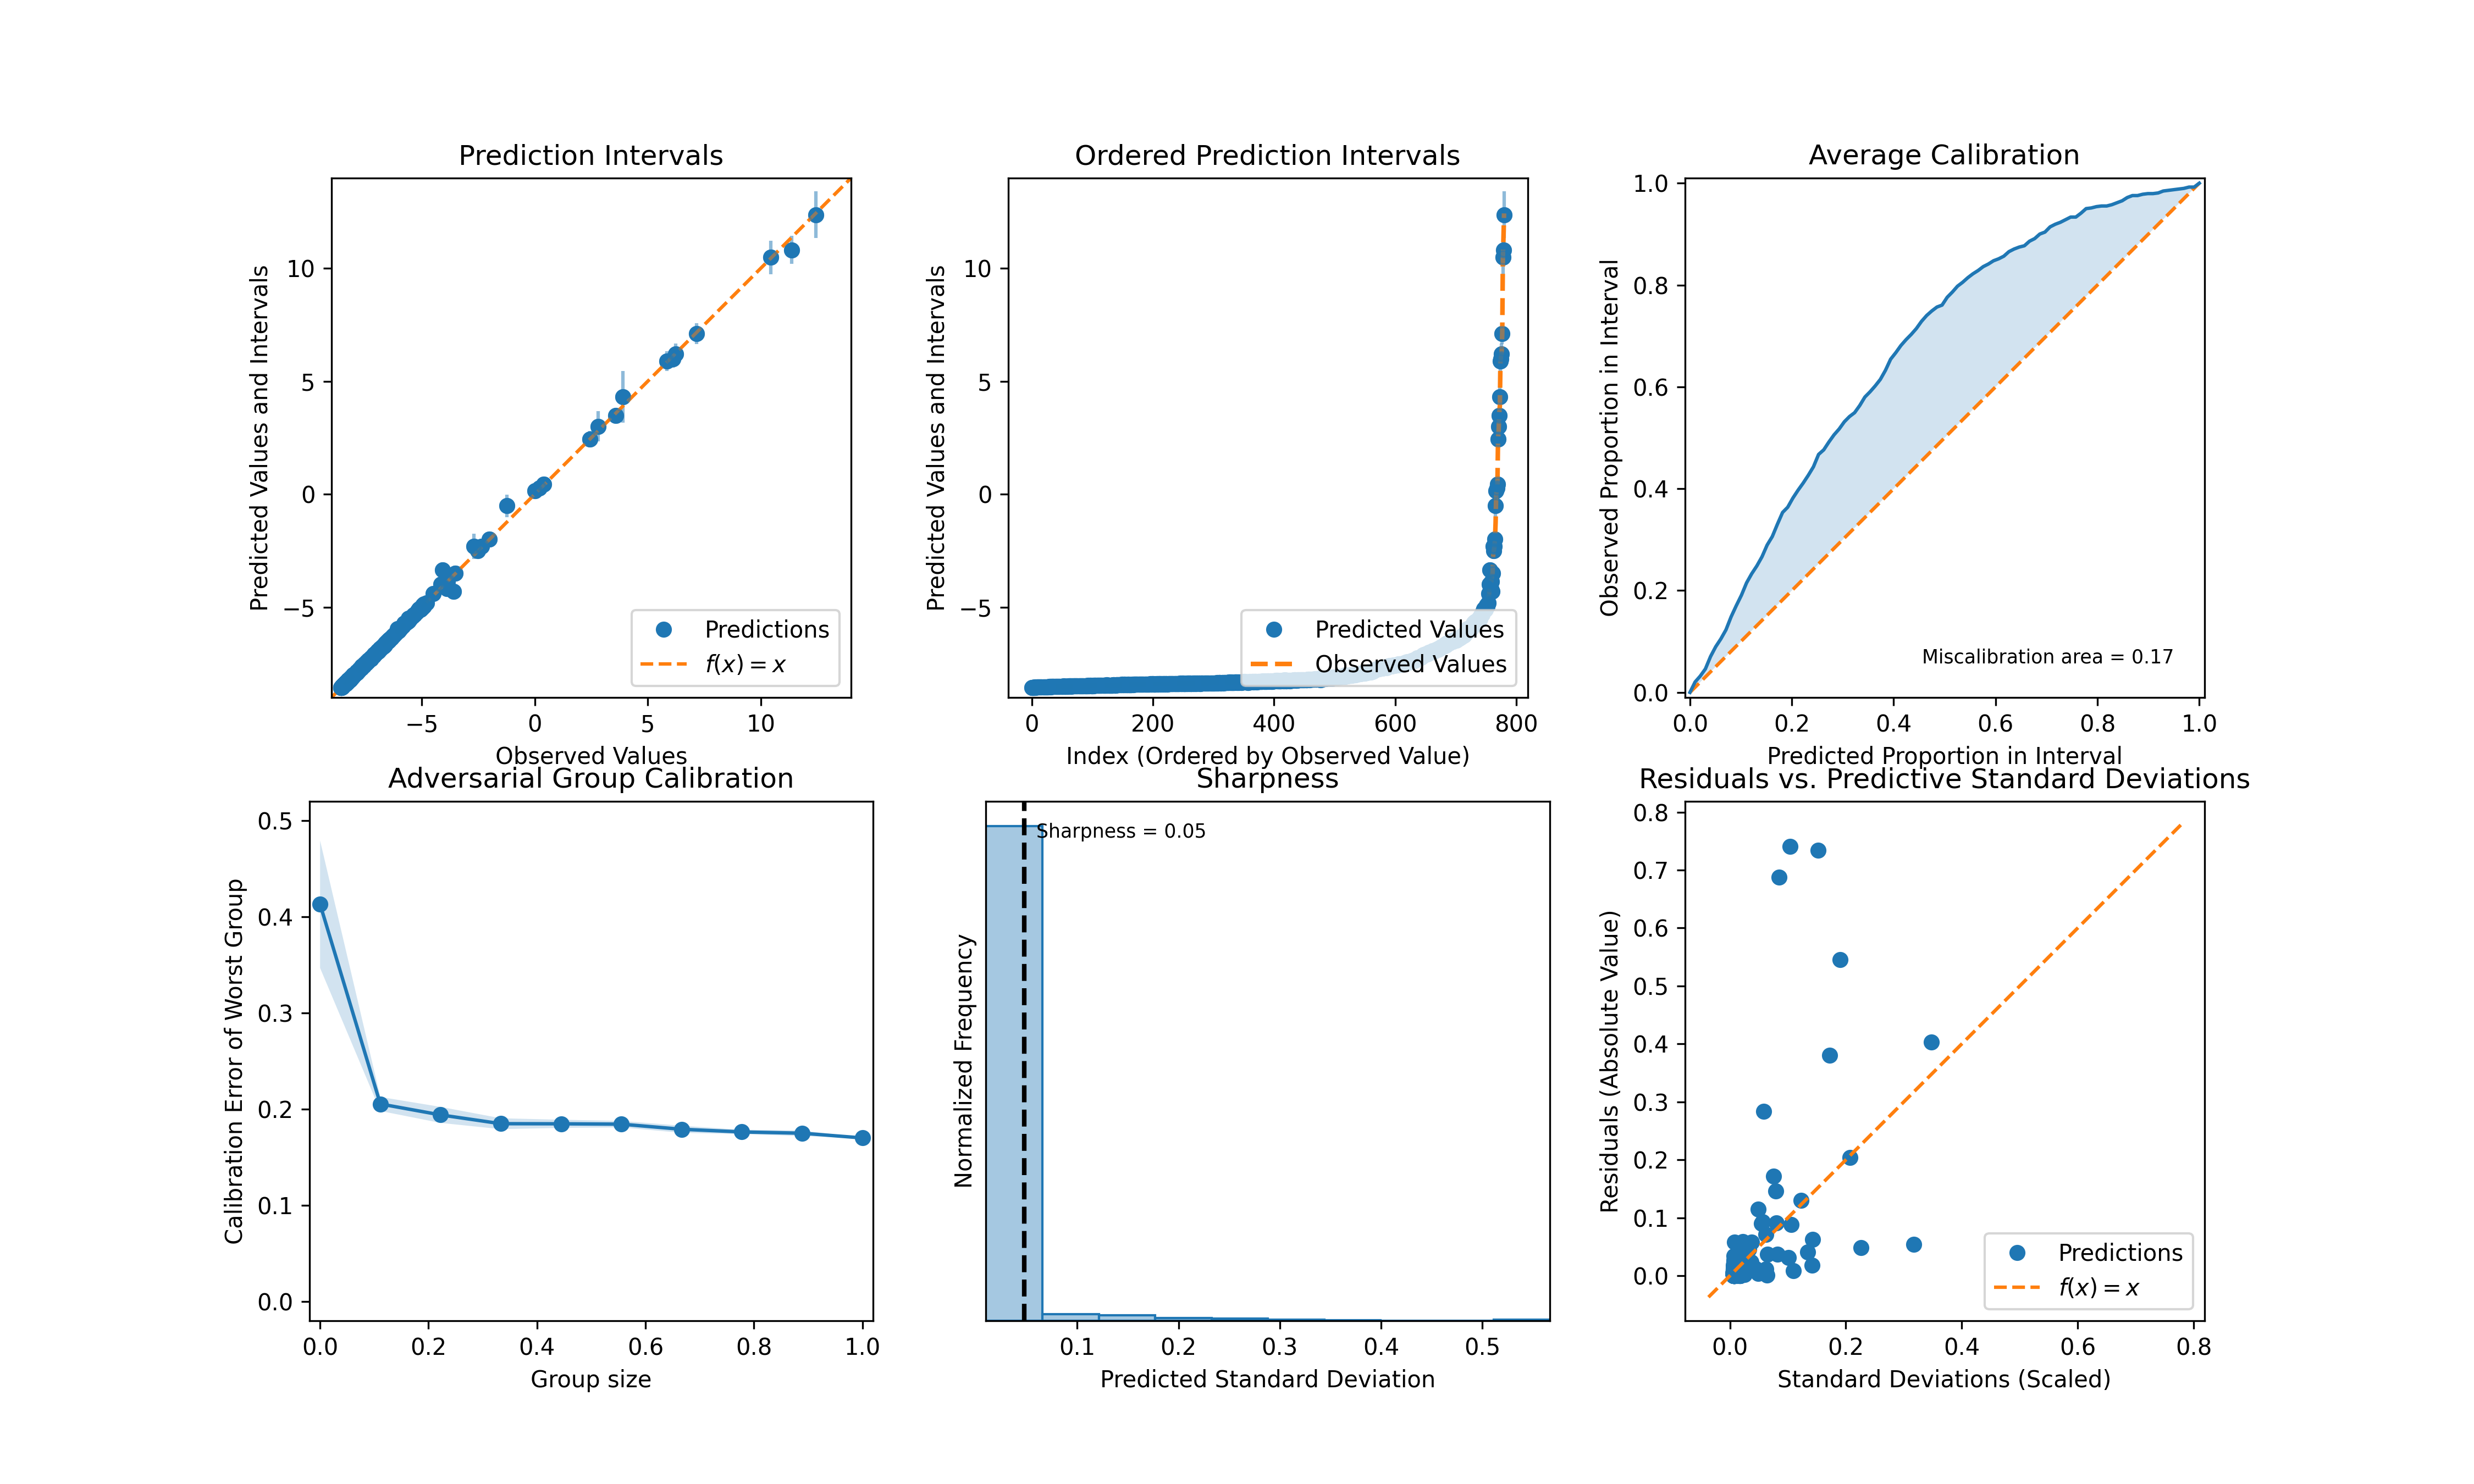 Prediction Intervals
Predicted Values and Intervals
10
5
0
−5
−5
0
5
10
Observed Values
Predictions
f(x) = x
Ordered Prediction Intervals
Predicted Values and Intervals
10
5
0
−5
0
200
400
600
800
Index (Ordered by Observed Value)
Predicted Values
Observed Values
Average Calibration
Observed Proportion in Interval
1.0
0.8
0.6
0.4
0.2
0.0
0.0
0.2
0.4
0.6
0.8
1.0
Predicted Proportion in Interval
Miscalibration area = 0.17
Adversarial Group Calibration
Calibration Error of Worst Group
0.5
0.4
0.3
0.2
0.1
0.0
0.0
0.2
0.4
0.6
0.8
1.0
Group size
Sharpness
Normalized Frequency
Sharpness = 0.05
0.1
0.2
0.3
0.4
0.5
Predicted Standard Deviation
Residuals vs. Predictive Standard Deviations
Residuals (Absolute Value)
0.8
0.7
0.6
0.5
0.4
0.3
0.2
0.1
0.0
0.0
0.2
0.4
0.6
0.8
Standard Deviations (Scaled)
Predictions
f(x) = x